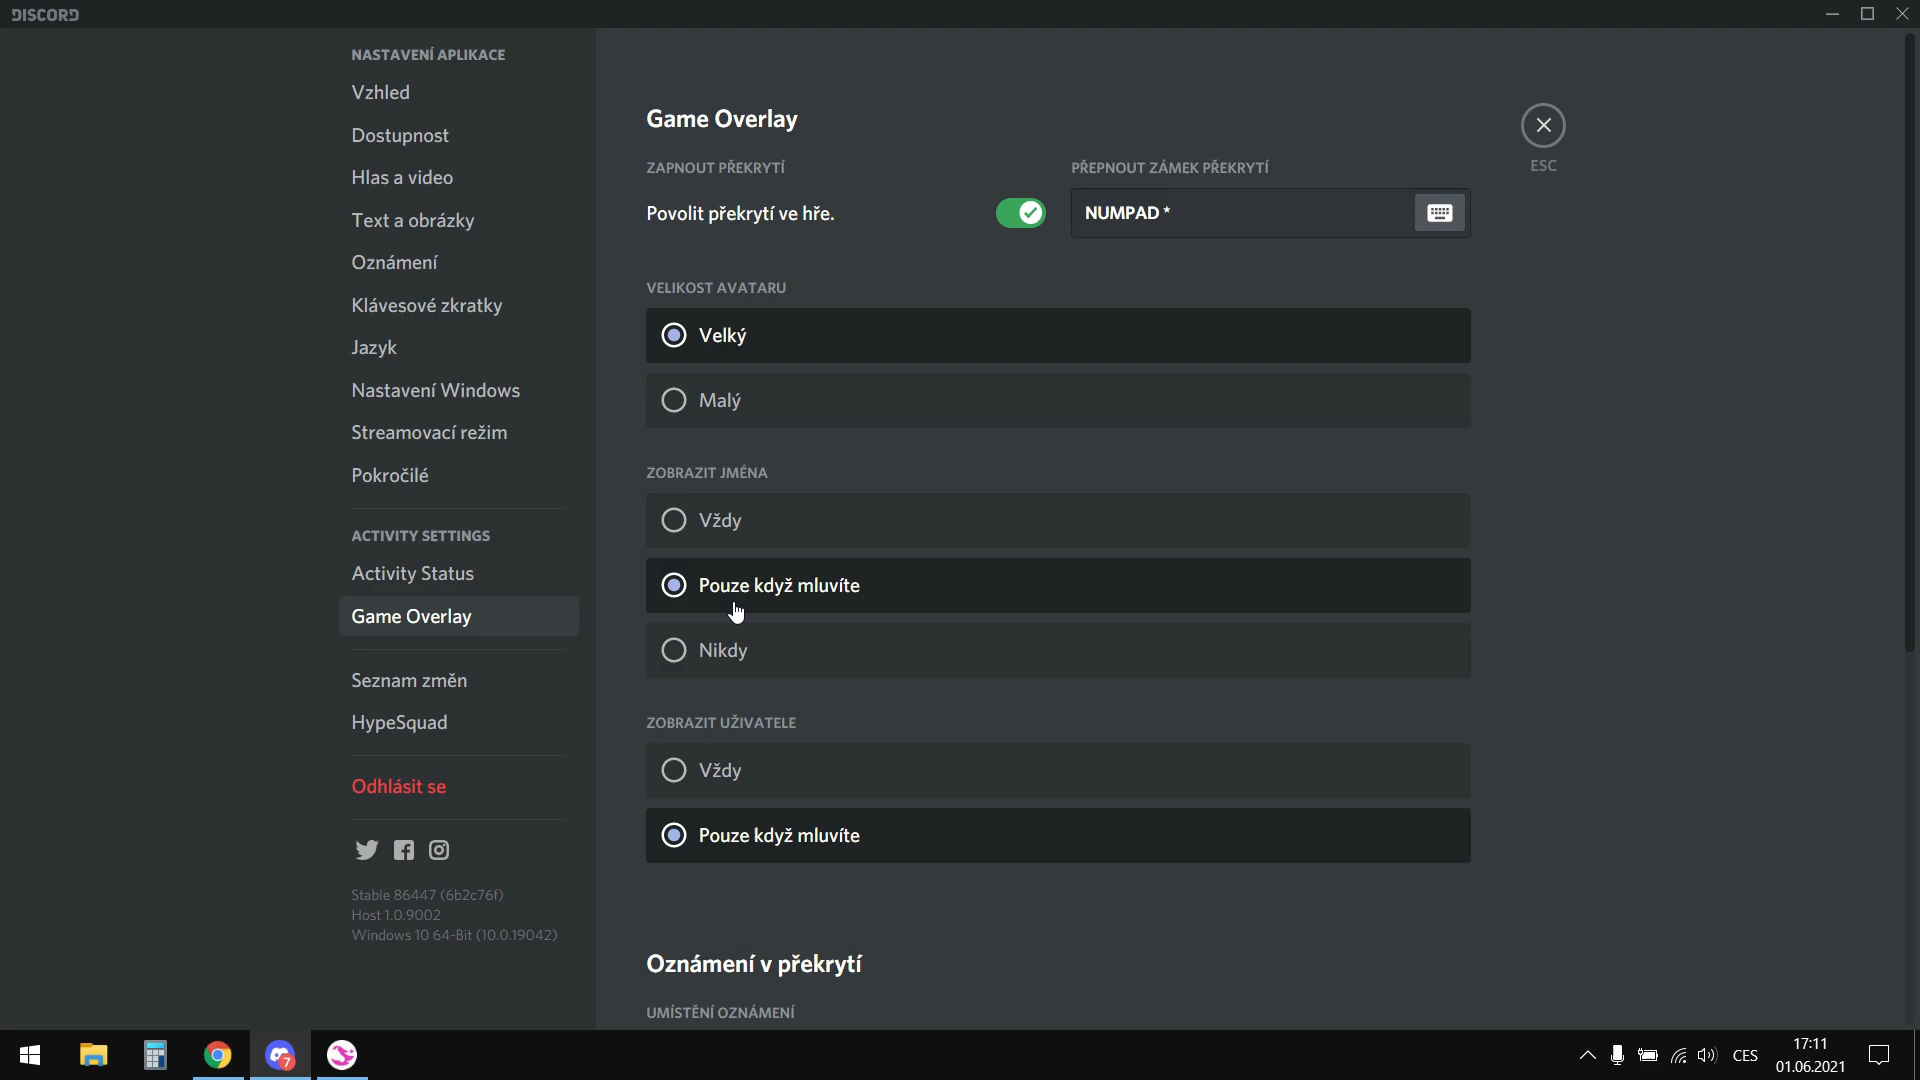 DISCORD
NASTAVENÍ APLIKACE
Vzhled
Dostupnost
Hlas a video
Text a obrázky
Oznámení
Klávesové zkratky
Jazyk
Nastavení Windows
Streamovací režim
Pokročilé
ACTIVITY SETTINGS
Activity Status
Game Overlay
Seznam změn
HypeSquad
Odhlásit se
Stable 86447 (6b2c76f)
Host 1.0.9002
Windows 10 64-Bit (10.0.19042)
Game Overlay
ZAPNOUT PŘEKRYTÍ
Povolit překrytí ve hře.
PŘEPNOUT ZÁMEK PŘEKRYTÍ
NUMPAD *
ESC
VELIKOST AVATARU
Velký
Malý
ZOBRAZIT JMÉNA
Vždy
Pouze když mluvíte
Nikdy
ZOBRAZIT UŽIVATELE
Vždy
Pouze když mluvíte
Oznámení v překrytí
UMÍSTĚNÍ OZNÁMENÍ
7
CES
17:11
01.06.2021